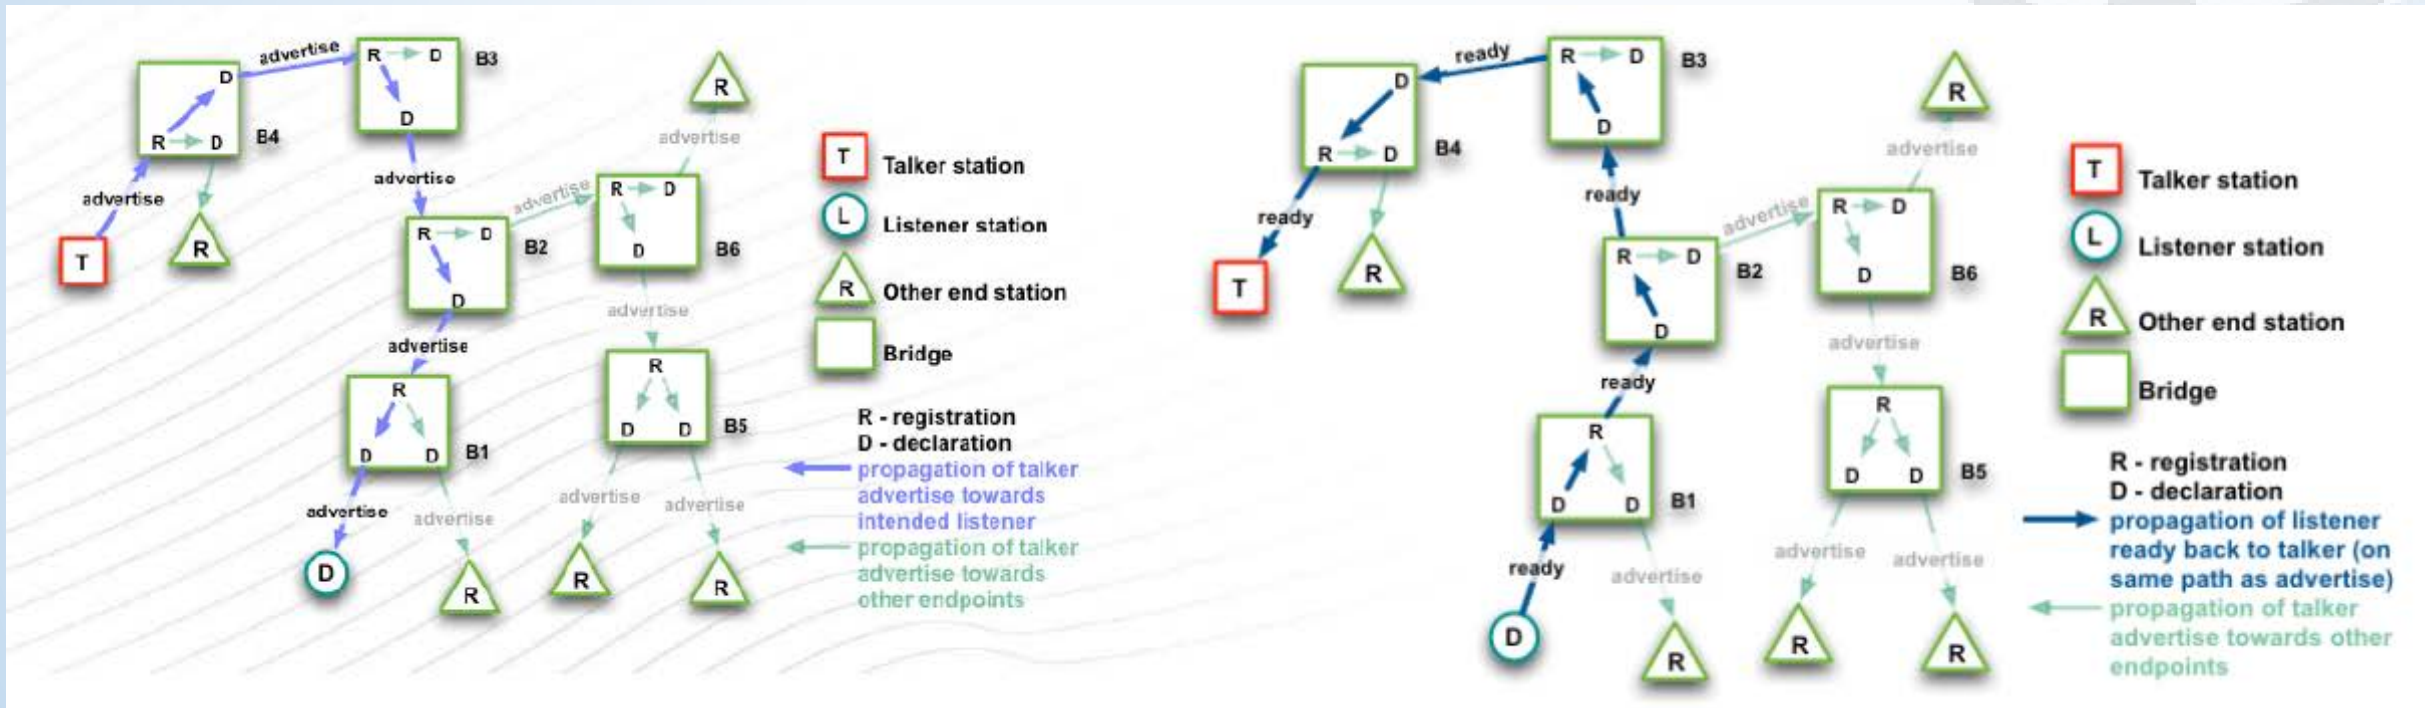 advertise
R
D
B3
D
R
D
D
B4
R
advertise
advertise
advertise
R
D
B2
advertise
R
D
B6
R
T
R
D
D
advertise
advertise
R
B1
R
B5
D
D
D
D
advertise
advertise
advertise
advertise
D
R
R
R
T
Talker station
L
Listener station
R
Other end station
Bridge
R - registration
D - declaration
propagation of talker
advertise towards
intended listener
propagation of talker
advertise towards
other endpoints
ready
R
D
B3
D
D
R
D
B4
R
advertise
ready
ready
R
D
B2
advertise
R
D
B6
T
R
D
D
ready
advertise
R
B1
R
B5
D
D
D
D
ready
advertise
advertise
advertise
D
R
R
R
T
Talker station
L
Listener station
R
Other end station
Bridge
R - registration
D - declaration
propagation of listener
ready back to talker (on
same path as advertise)
propagation of talker
advertise towards other
endpoints